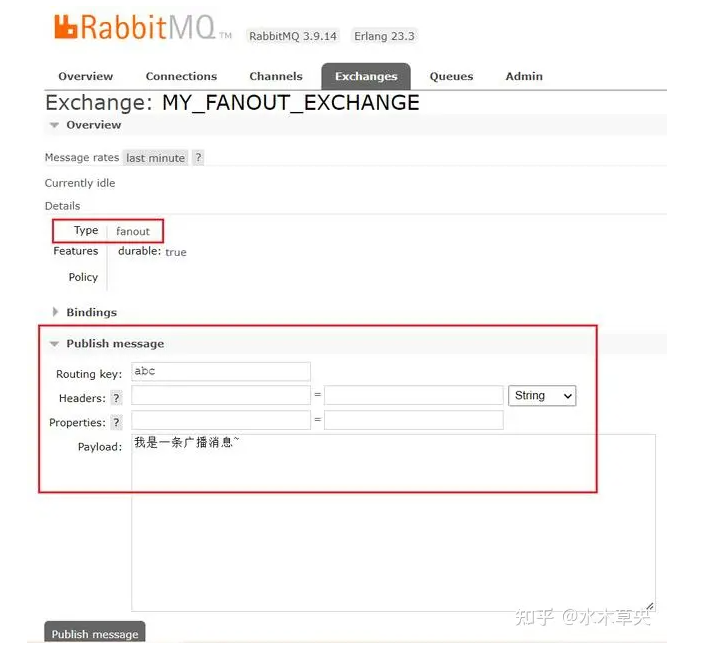 RabbitMQ TM RabbitMQ 3.9.14 Erlang 23.3
Overview Connections Channels Exchanges Queues Admin
Exchange: MY_FANOUT_EXCHANGE
Overview
Message rates last minute ?
Currently idle
Details
Type fanout
Features durable: true
Policy
Bindings
Publish message
Routing key: abc
Headers: ? = String
Properties: ? =
Payload: 我是一条广播消息~
知乎 @水木草央
Publish message